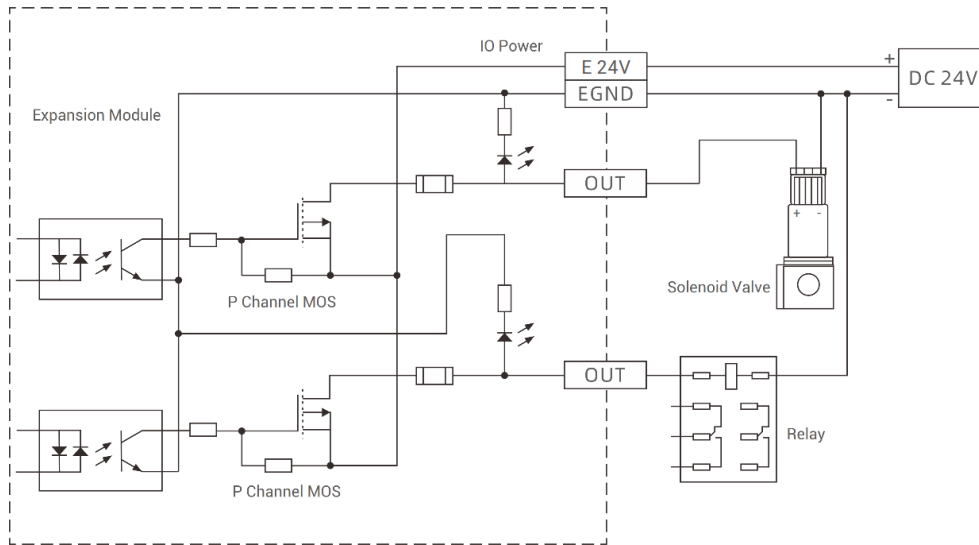 IO Power
E 24V
+
DC 24V
EGND
-
Expansion Module
OUT
+ -
P Channel MOS
Solenoid Valve
OUT
Relay
P Channel MOS